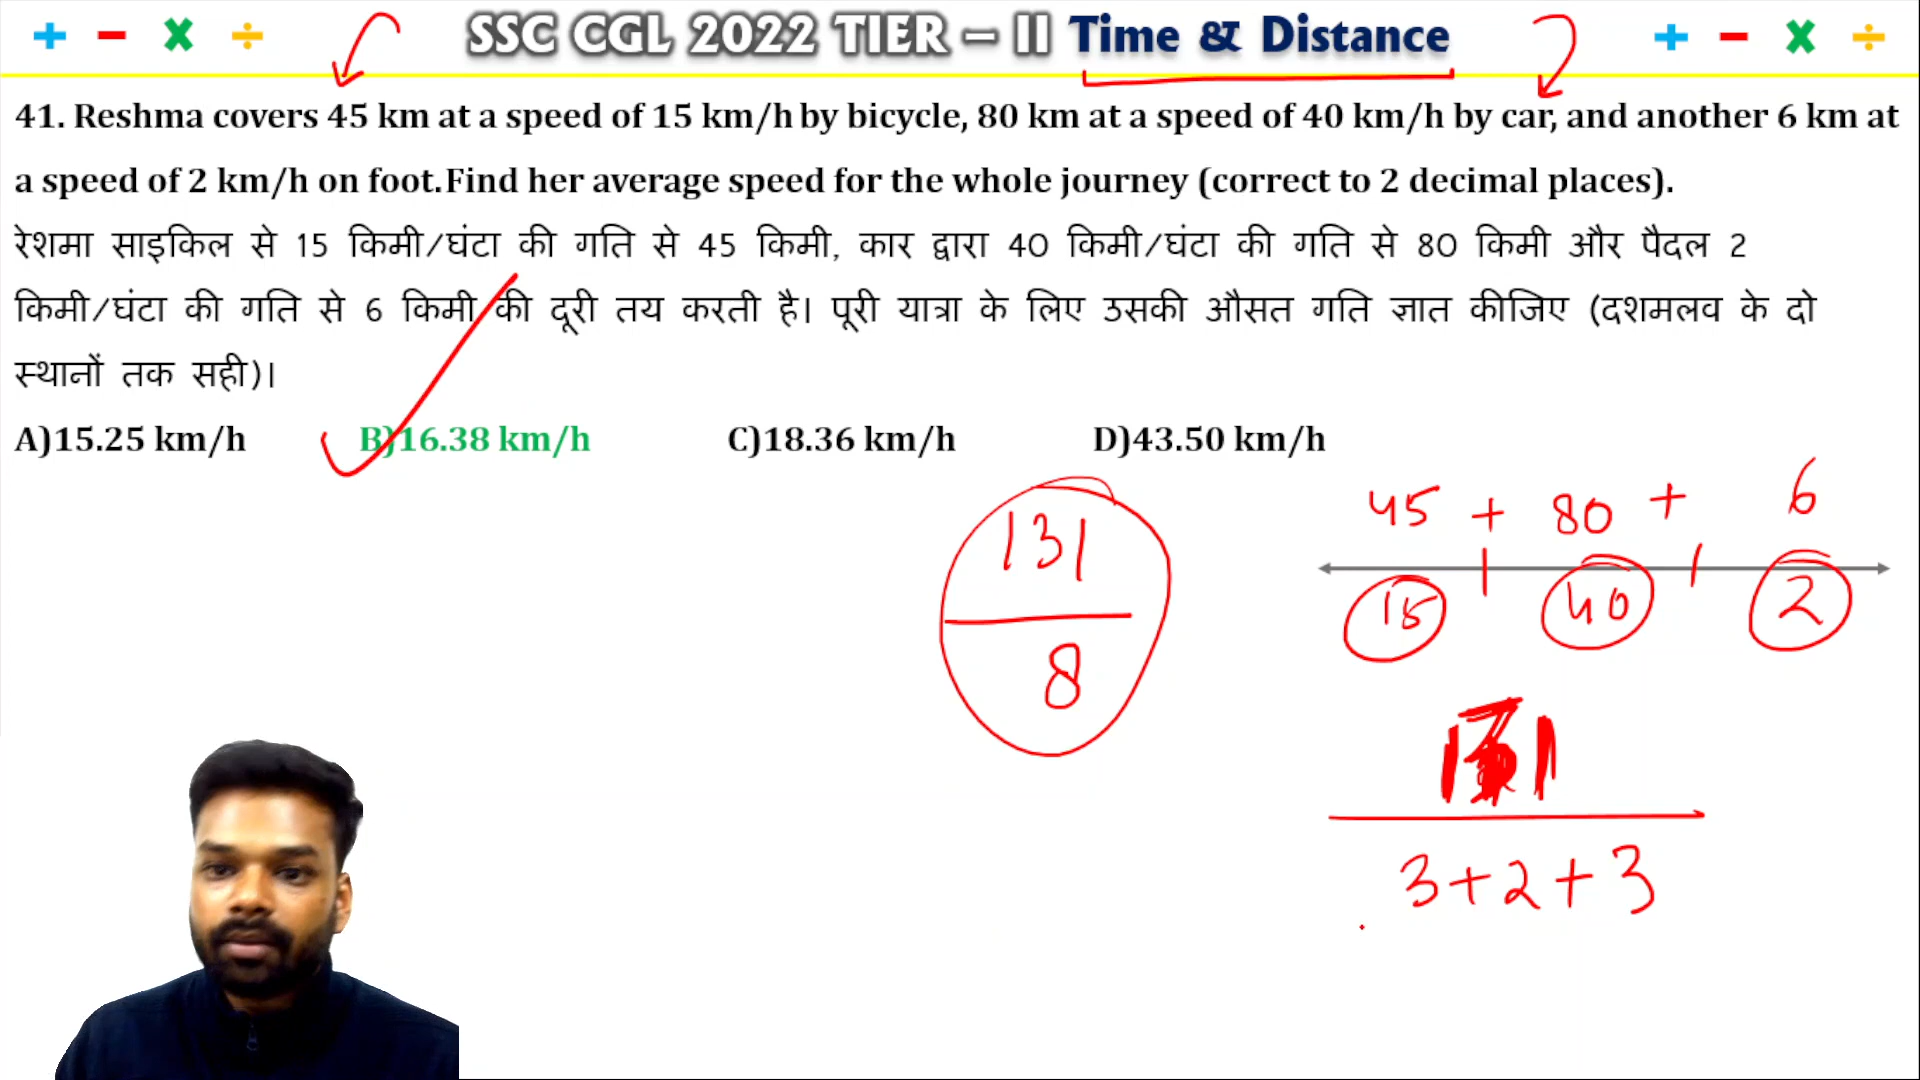 + - × ÷ SSC CGL 2022 TIER – II Time & Distance + - × ÷
41. Reshma covers 45 km at a speed of 15 km/h by bicycle, 80 km at a speed of 40 km/h by car, and another 6 km at
a speed of 2 km/h on foot.Find her average speed for the whole journey (correct to 2 decimal places).
रेशमा साइकिल से 15 किमी/घंटा की गति से 45 किमी, कार द्वारा 40 किमी/घंटा की गति से 80 किमी और पैदल 2
किमी/घंटा की गति से 6 किमी की दूरी तय करती है। पूरी यात्रा के लिए उसकी औसत गति ज्ञात कीजिए (दशमलव के दो
स्थानों तक सही)।
A)15.25 km/h B)16.38 km/h C)18.36 km/h D)43.50 km/h
45 + 80 + 6
15 40 2
131
8
3+2+3